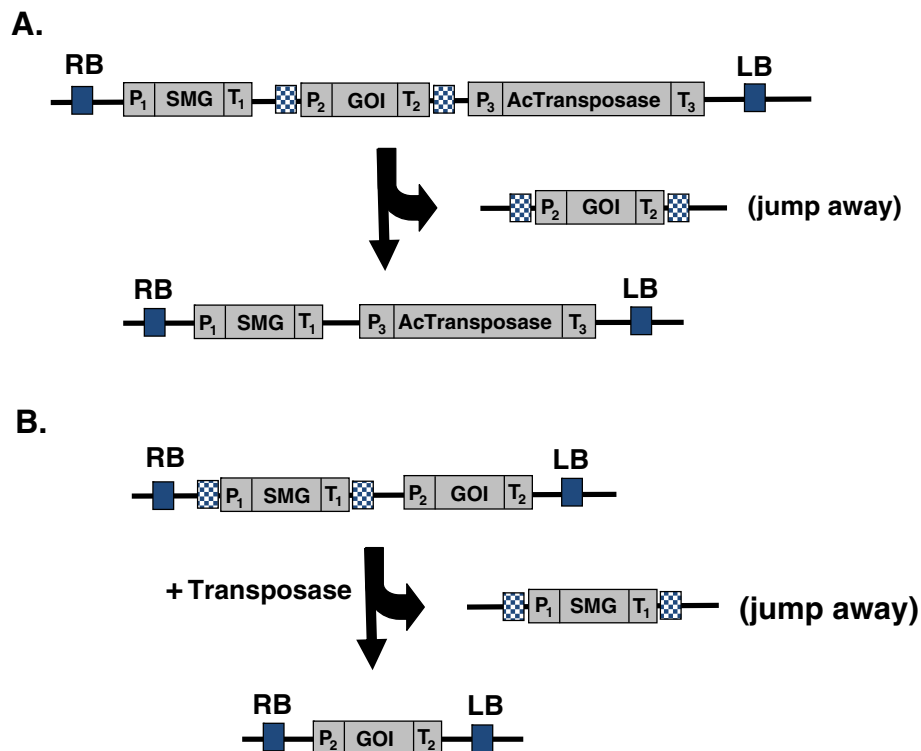 A.
RB LB
P1 SMG T1 P2 GOI T2 P3 AcTransposase T3
P2 GOI T2 (jump away)
RB LB
P1 SMG T1 P3 AcTransposase T3
B.
RB LB
P1 SMG T1 P2 GOI T2
+ Transposase
P1 SMG T1 (jump away)
RB LB
P2 GOI T2